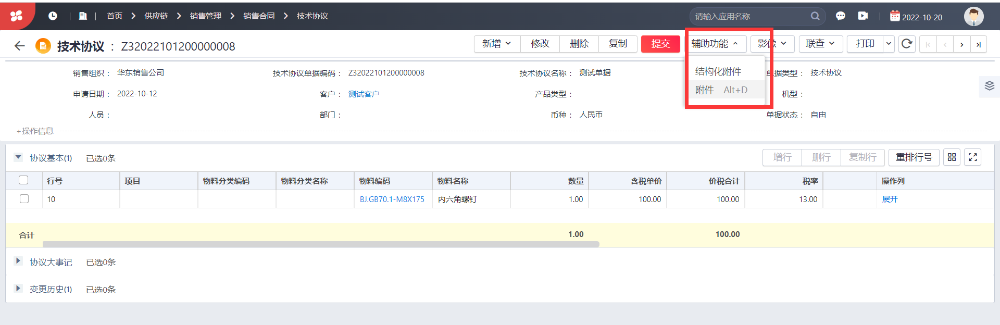 首页 > 供应链 > 销售管理 > 销售合同 > 技术协议 请输入应用名称 2022-10-20
技术协议 ： Z32022101200000008 新增 修改 删除 复制 提交 辅助功能 影像 联查 打印
结构化附件
附件 Alt+D
销售组织： 华东销售公司 技术协议单据编码： Z32022101200000008 技术协议名称： 测试单据 单据类型： 技术协议
申请日期： 2022-10-12 客户： 测试客户 产品类型： 机型：
人员： 部门： 币种： 人民币 单据状态： 自由
+操作信息
协议基本(1) 已选0条 增行 删行 复制行 重排行号
行号 项目 物料分类编码 物料分类名称 物料编码 物料名称 数量 含税单价 价税合计 税率 操作列
10 BJ.GB70.1-M8X175 内六角螺钉 1.00 100.00 100.00 13.00 展开
合计 1.00 100.00
协议大事记 已选0条
变更历史(1) 已选0条